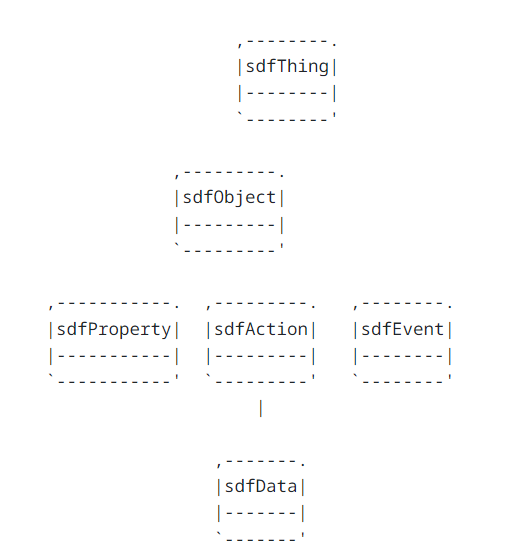 ,--------.
                  |sdfThing|
                  |--------|
                  `--------'

            ,---------.
            |sdfObject|
            |---------|
            `---------'

,-----------.  ,---------.   ,--------.
|sdfProperty|  |sdfAction|   |sdfEvent|
|-----------|  |---------|   |--------|
`-----------'  `---------'   `--------'
                    |

                ,-------.
                |sdfData|
                |-------|
                `-------'